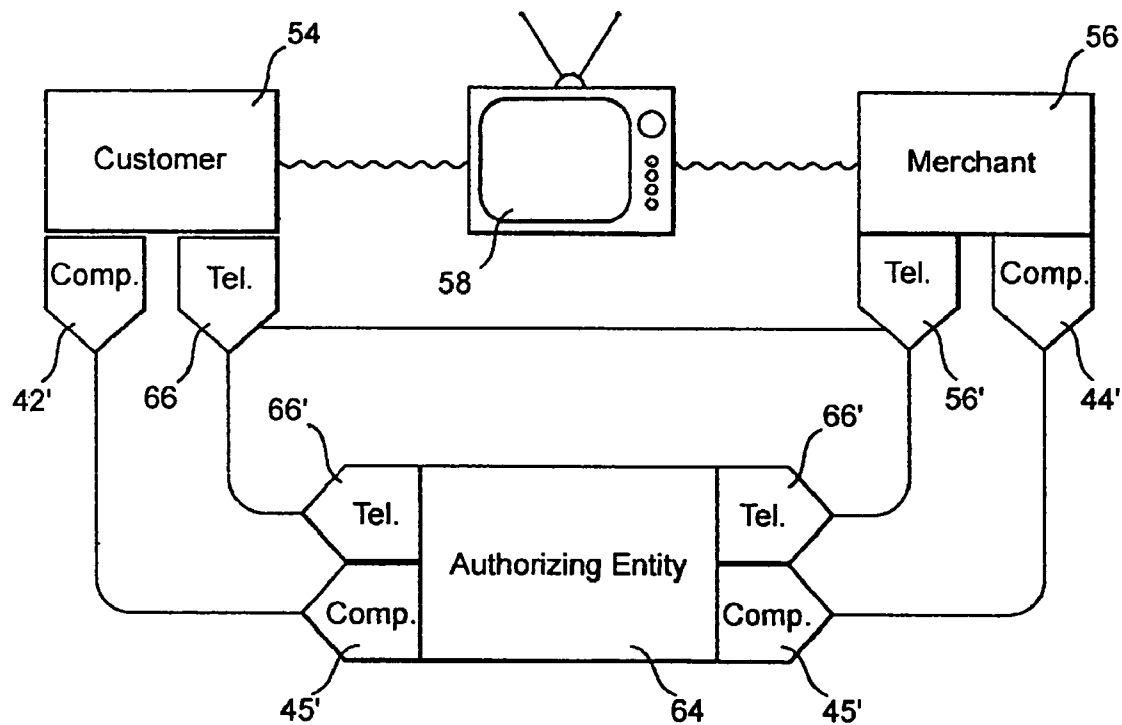 54
56
Customer
Merchant
58
Comp.
Tel.
Tel.
Comp.
42'
66
56'
44'
66'
66'
Tel.
Authorizing Entity
Tel.
Comp.
Comp.
45'
64
45'